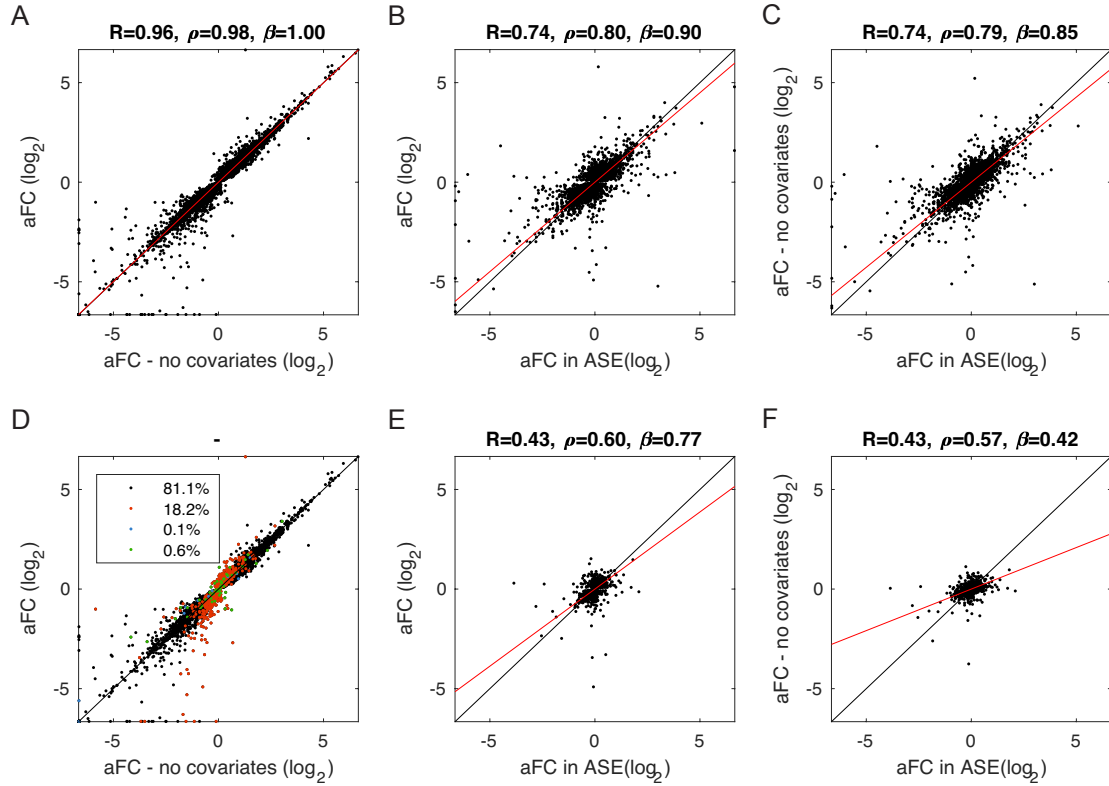 A
R=0.96, ρ=0.98, β=1.00
aFC (log2)
5
0
-5
-5 0 5
aFC - no covariates (log2)
B
R=0.74, ρ=0.80, β=0.90
aFC (log2)
5
0
-5
-5 0 5
aFC in ASE(log2)
C
R=0.74, ρ=0.79, β=0.85
aFC - no covariates (log2)
5
0
-5
-5 0 5
aFC in ASE(log2)
D
-
aFC (log2)
5
0
-5
81.1%
18.2%
0.1%
0.6%
-5 0 5
aFC - no covariates (log2)
E
R=0.43, ρ=0.60, β=0.77
aFC (log2)
5
0
-5
-5 0 5
aFC in ASE(log2)
F
R=0.43, ρ=0.57, β=0.42
aFC - no covariates (log2)
5
0
-5
-5 0 5
aFC in ASE(log2)